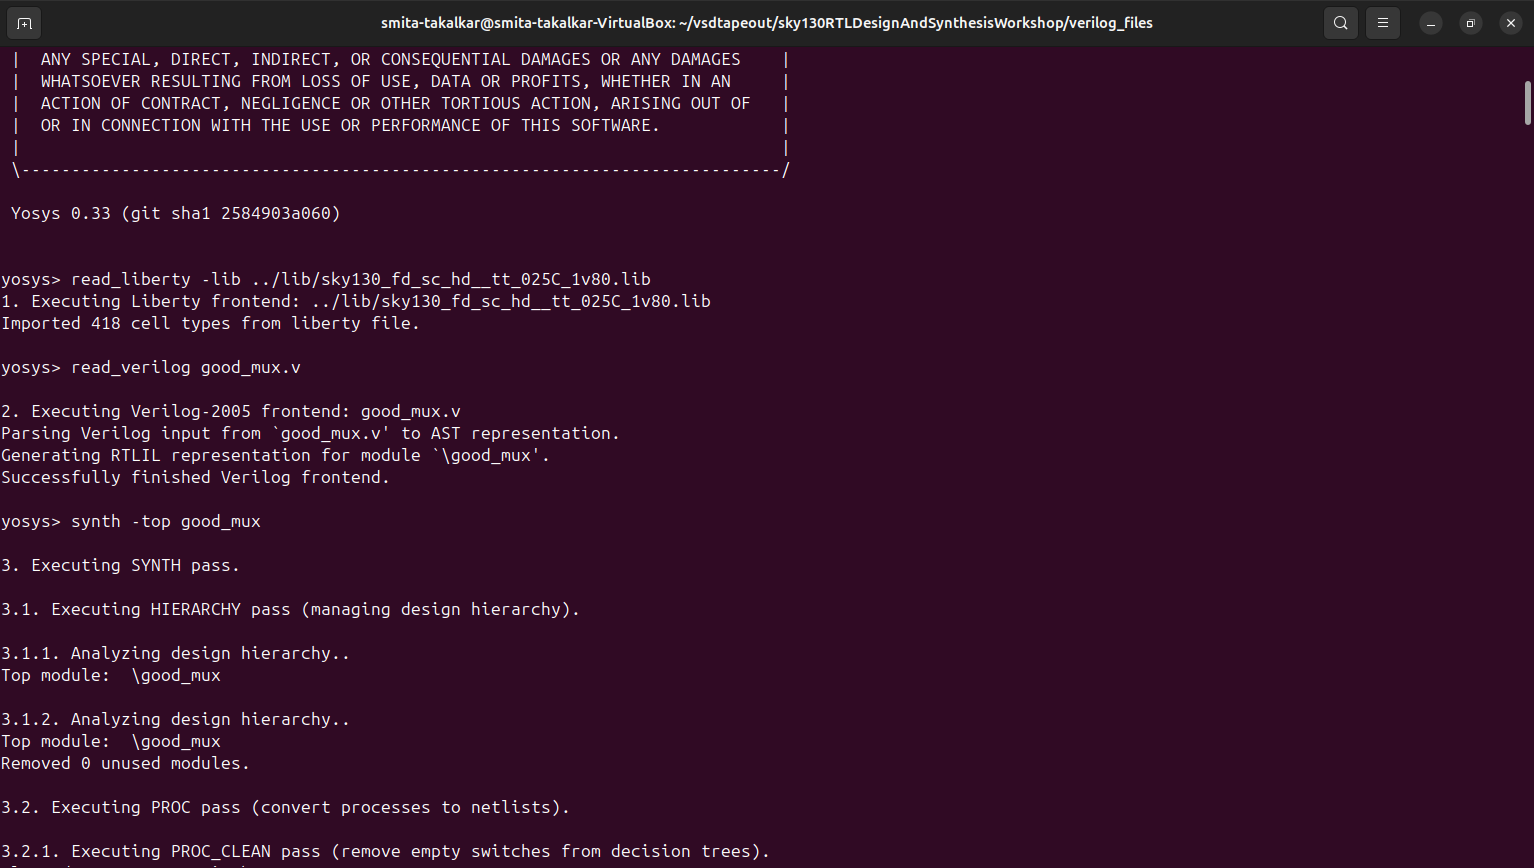 smita-takalkar@smita-takalkar-VirtualBox: ~/vsdtapeout/sky130RTLDesignAndSynthesisWorkshop/verilog_files
| ANY SPECIAL, DIRECT, INDIRECT, OR CONSEQUENTIAL DAMAGES OR ANY DAMAGES |
| WHATSOEVER RESULTING FROM LOSS OF USE, DATA OR PROFITS, WHETHER IN AN |
| ACTION OF CONTRACT, NEGLIGENCE OR OTHER TORTIOUS ACTION, ARISING OUT OF |
| OR IN CONNECTION WITH THE USE OR PERFORMANCE OF THIS SOFTWARE. |
| |
\----------------------------------------------------------------------------/
Yosys 0.33 (git sha1 2584903a060)
yosys> read_liberty -lib ../lib/sky130_fd_sc_hd__tt_025C_1v80.lib
1. Executing Liberty frontend: ../lib/sky130_fd_sc_hd__tt_025C_1v80.lib
Imported 418 cell types from liberty file.
yosys> read_verilog good_mux.v
2. Executing Verilog-2005 frontend: good_mux.v
Parsing Verilog input from `good_mux.v' to AST representation.
Generating RTLIL representation for module `\good_mux'.
Successfully finished Verilog frontend.
yosys> synth -top good_mux
3. Executing SYNTH pass.
3.1. Executing HIERARCHY pass (managing design hierarchy).
3.1.1. Analyzing design hierarchy..
Top module:  \good_mux
3.1.2. Analyzing design hierarchy..
Top module:  \good_mux
Removed 0 unused modules.
3.2. Executing PROC pass (convert processes to netlists).
3.2.1. Executing PROC_CLEAN pass (remove empty switches from decision trees).